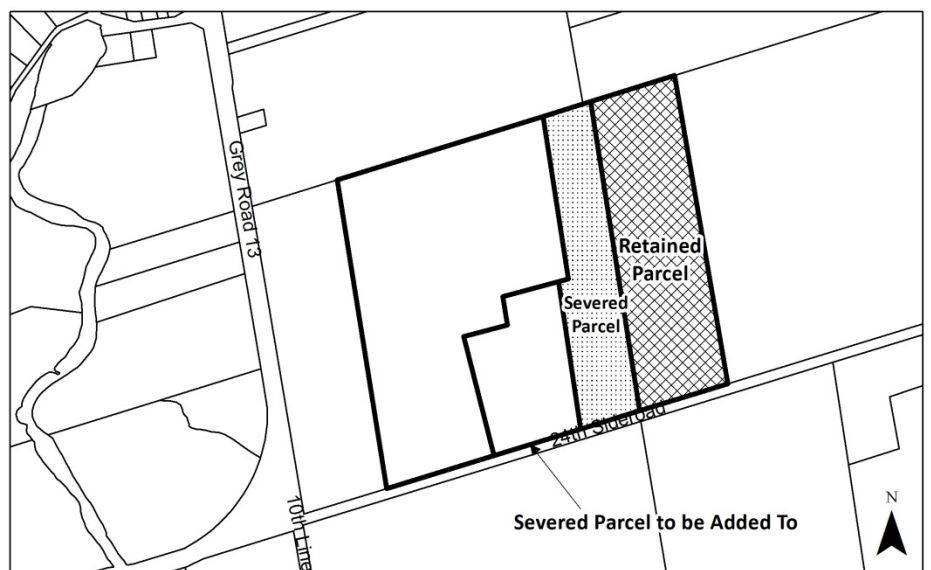 Grey Road 13
Retained
Parcel
Severed
Parcel
24th Sideroad
10th Line
Severed Parcel to be Added To
N